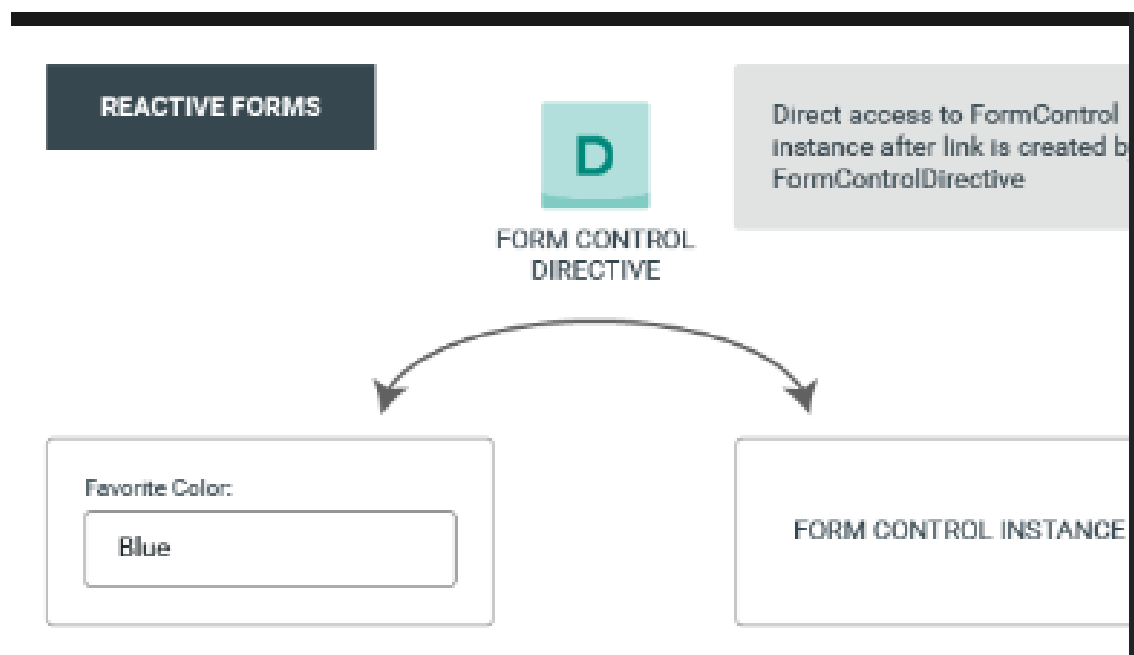 REACTIVE FORMS
D
FORM CONTROL
DIRECTIVE
Direct access to FormControl
instance after link is created
FormControlDirective
Favorite Color:
Blue
FORM CONTROL INSTANCE